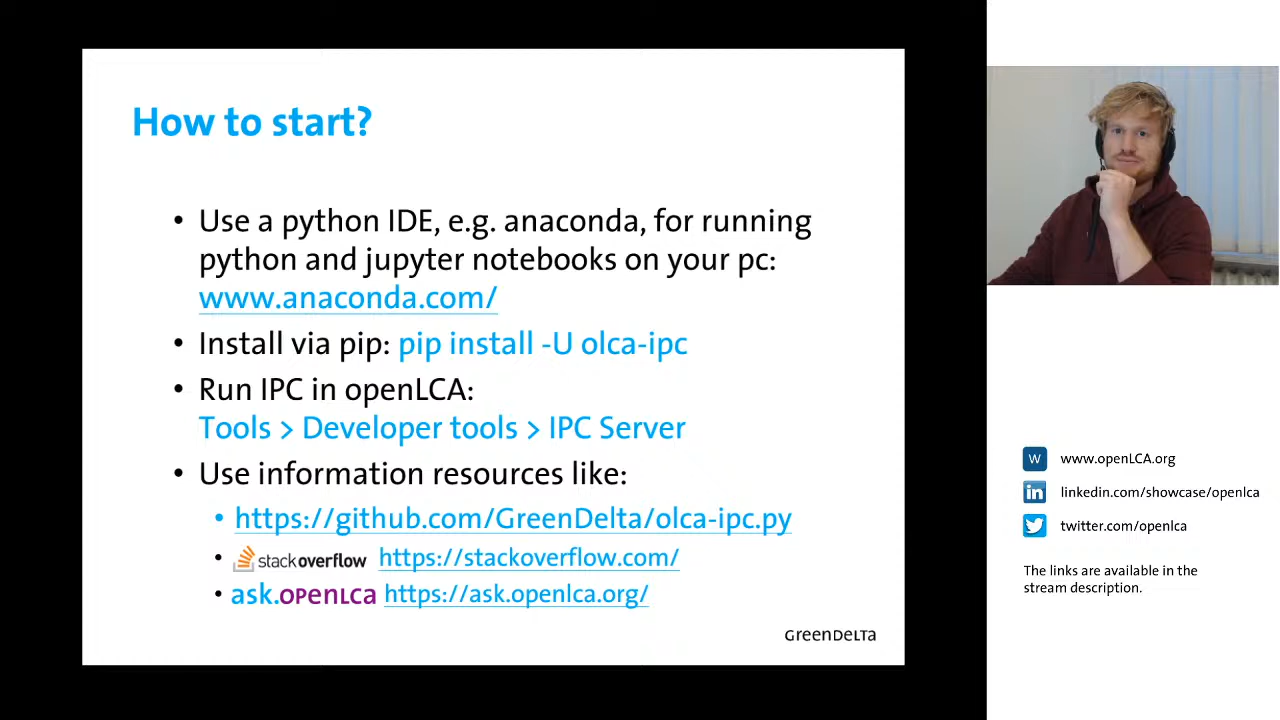 How to start?
• Use a python IDE, e.g. anaconda, for running
python and jupyter notebooks on your pc:
www.anaconda.com/
• Install via pip: pip install -U olca-ipc
• Run IPC in openLCA:
Tools > Developer tools > IPC Server
• Use information resources like:
• https://github.com/GreenDelta/olca-ipc.py
• stackoverflow https://stackoverflow.com/
• ask.openLca https://ask.openlca.org/
GreenDeLTa
W www.openLCA.org
in linkedin.com/showcase/openlca
twitter.com/openlca
The links are available in the
stream description.